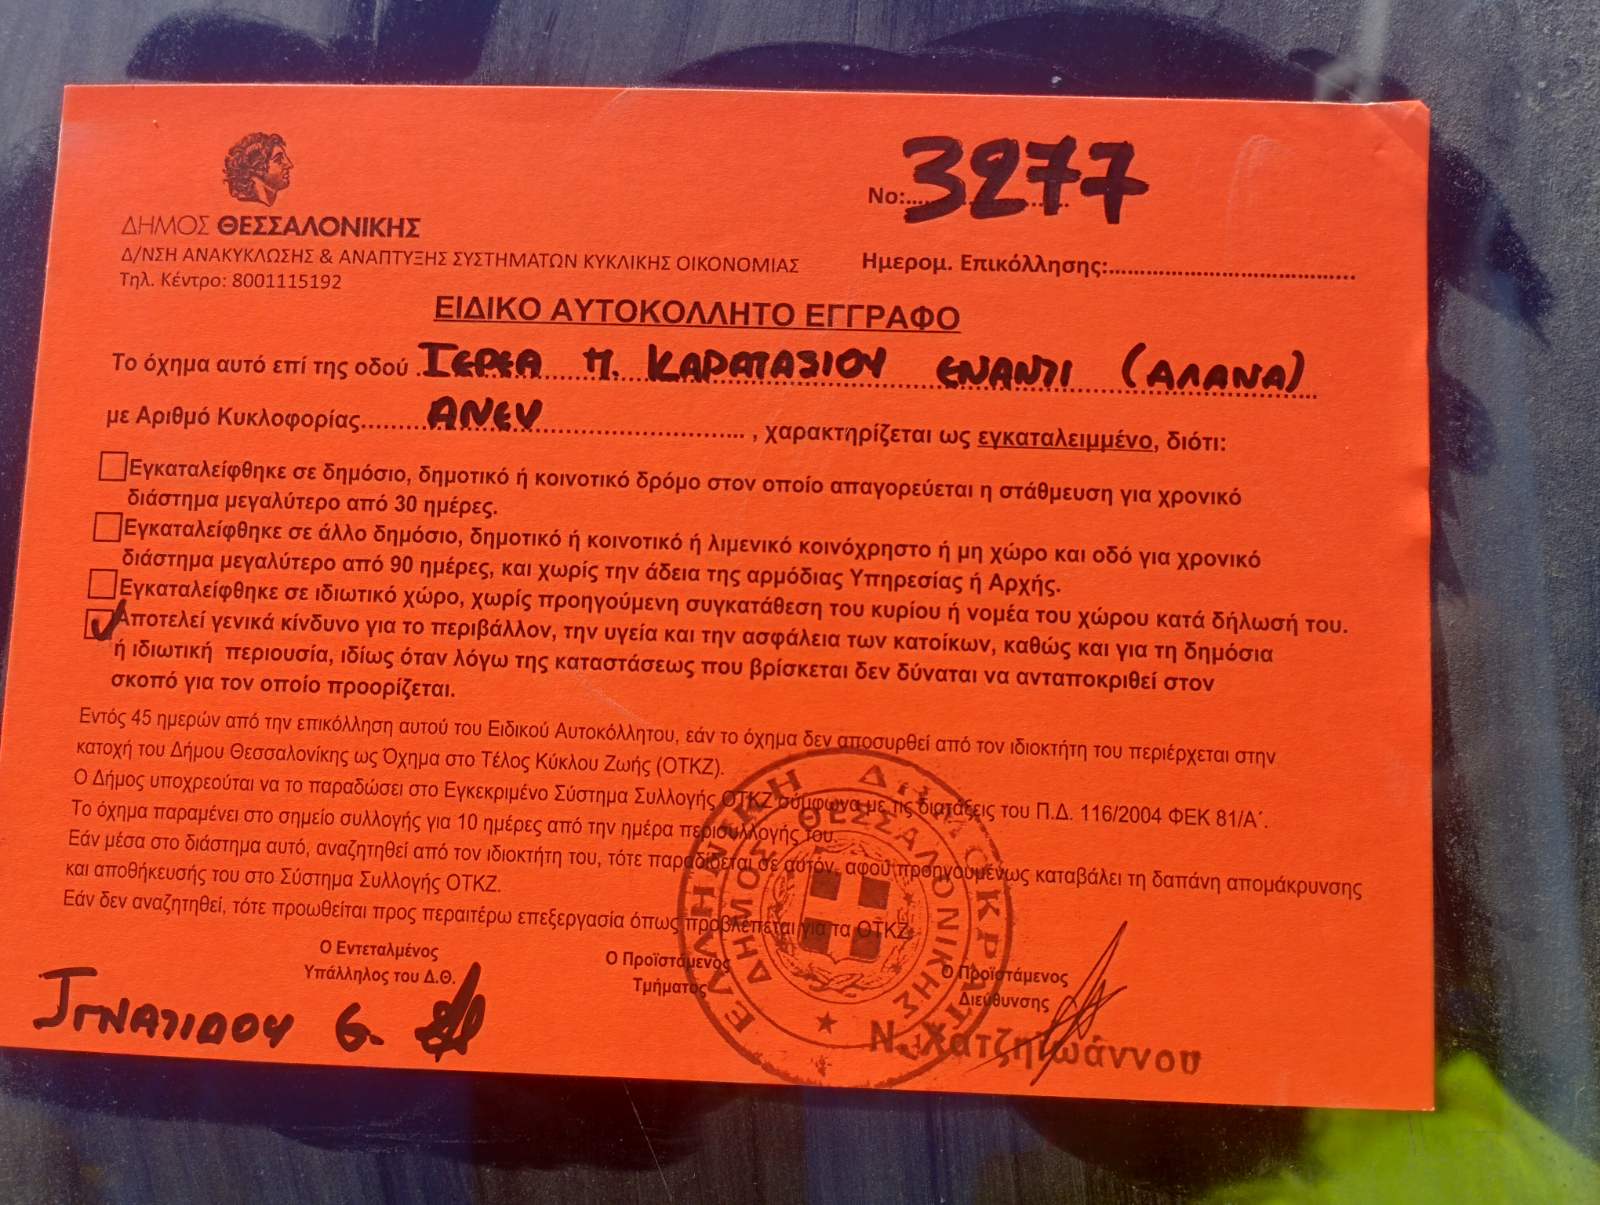 ΔΗΜΟΣ ΘΕΣΣΑΛΟΝΙΚΗΣ
Δ/ΝΣΗ ΑΝΑΚΥΚΛΩΣΗΣ & ΑΝΑΠΤΥΞΗΣ ΣΥΣΤΗΜΑΤΩΝ ΚΥΚΛΙΚΗΣ ΟΙΚΟΝΟΜΙΑΣ
Τηλ. Κέντρο: 8001115192
Νο:..... 3277
Ημερομ. Επικόλλησης:......................................
ΕΙΔΙΚΟ ΑΥΤΟΚΟΛΛΗΤΟ ΕΓΓΡΑΦΟ
Το όχημα αυτό επί της οδού ΙΕΡΕΑ Π. ΚΑΡΑΤΑΣΙΟΥ ΕΝΑΝΤΙ (ΑΛΑΝΑ)
με Αριθμό Κυκλοφορίας......... ΑΝΕΥ ..............................., χαρακτηρίζεται ως εγκαταλειμμένο, διότι:
Εγκαταλείφθηκε σε δημόσιο, δημοτικό ή κοινοτικό δρόμο στον οποίο απαγορεύεται η στάθμευση για χρονικό
διάστημα μεγαλύτερο από 30 ημέρες.
Εγκαταλείφθηκε σε άλλο δημόσιο, δημοτικό ή κοινοτικό ή λιμενικό κοινόχρηστο ή μη χώρο και οδό για χρονικό
διάστημα μεγαλύτερο από 90 ημέρες, και χωρίς την άδεια της αρμόδιας Υπηρεσίας ή Αρχής.
Εγκαταλείφθηκε σε ιδιωτικό χώρο, χωρίς προηγούμενη συγκατάθεση του κυρίου ή νομέα του χώρου κατά δήλωσή του.
✓ Αποτελεί γενικά κίνδυνο για το περιβάλλον, την υγεία και την ασφάλεια των κατοίκων, καθώς και για τη δημόσια
ή ιδιωτική περιουσία, ιδίως όταν λόγω της καταστάσεως που βρίσκεται δεν δύναται να ανταποκριθεί στον
σκοπό για τον οποίο προορίζεται.
Εντός 45 ημερών από την επικόλληση αυτού του Ειδικού Αυτοκόλλητου, εάν το όχημα δεν αποσυρθεί από τον ιδιοκτήτη του περιέρχεται στην
κατοχή του Δήμου Θεσσαλονίκης ως Όχημα στο Τέλος Κύκλου Ζωής (ΟΤΚΖ).
Ο Δήμος υποχρεούται να το παραδώσει στο Εγκεκριμένο Σύστημα Συλλογής ΟΤΚΖ σύμφωνα με τις διατάξεις του Π.Δ. 116/2004 ΦΕΚ 81/Α΄.
Το όχημα παραμένει στο σημείο συλλογής για 10 ημέρες από την ημέρα περισυλλογής του.
Εάν μέσα στο διάστημα αυτό, αναζητηθεί από τον ιδιοκτήτη του, τότε παραδίδεται σε αυτόν, αφού προηγουμένως καταβάλει τη δαπάνη απομάκρυνσης
και αποθήκευσής του στο Σύστημα Συλλογής ΟΤΚΖ.
Εάν δεν αναζητηθεί, τότε προωθείται προς περαιτέρω επεξεργασία όπως προβλέπεται για τα ΟΤΚΖ.
Ο Εντεταλμένος
Υπάλληλος του Δ.Θ.
Ο Προϊστάμενος
Τμήματος
Ο Προϊστάμενος
Διεύθυνσης
ΙΓΝΑΤΙΔΟΥ G.
Ν. Χατζηιωάννου
ΕΛΛΗΝΙΚΗ ΔΗΜΟΚΡΑΤΙΑ
ΔΗΜΟΣ ΘΕΣΣΑΛΟΝΙΚΗΣ